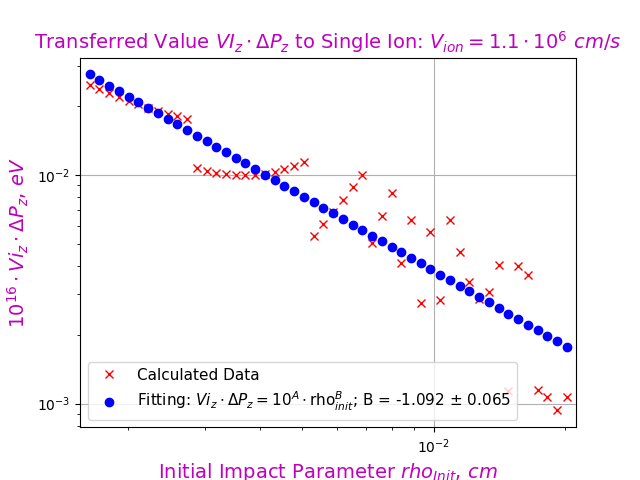 Transferred Value $VI_z \cdot \Delta P_z$ to Single Ion: $V_{ion} = 1.1 \cdot 10^6$ $cm/s$
$10^{16} \cdot Vi_z \cdot \Delta P_z$, $eV$
$10^{-2}$
$10^{-3}$
Calculated Data
Fitting: $Vi_z \cdot \Delta P_z = 10^A \cdot \mathrm{rho}_{init}^B$; B = -1.092 ± 0.065
$10^{-2}$
Initial Impact Parameter $rho_{Init}$, $cm$